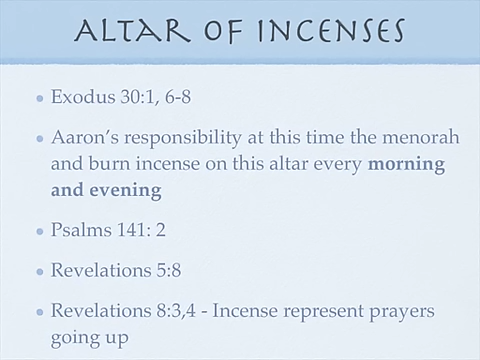 ALTAR OF INCENSES
• Exodus 30:1, 6-8
• Aaron's responsibility at this time the menorah
and burn incense on this altar every morning
and evening
• Psalms 141: 2
• Revelations 5:8
• Revelations 8:3,4 - Incense represent prayers
going up